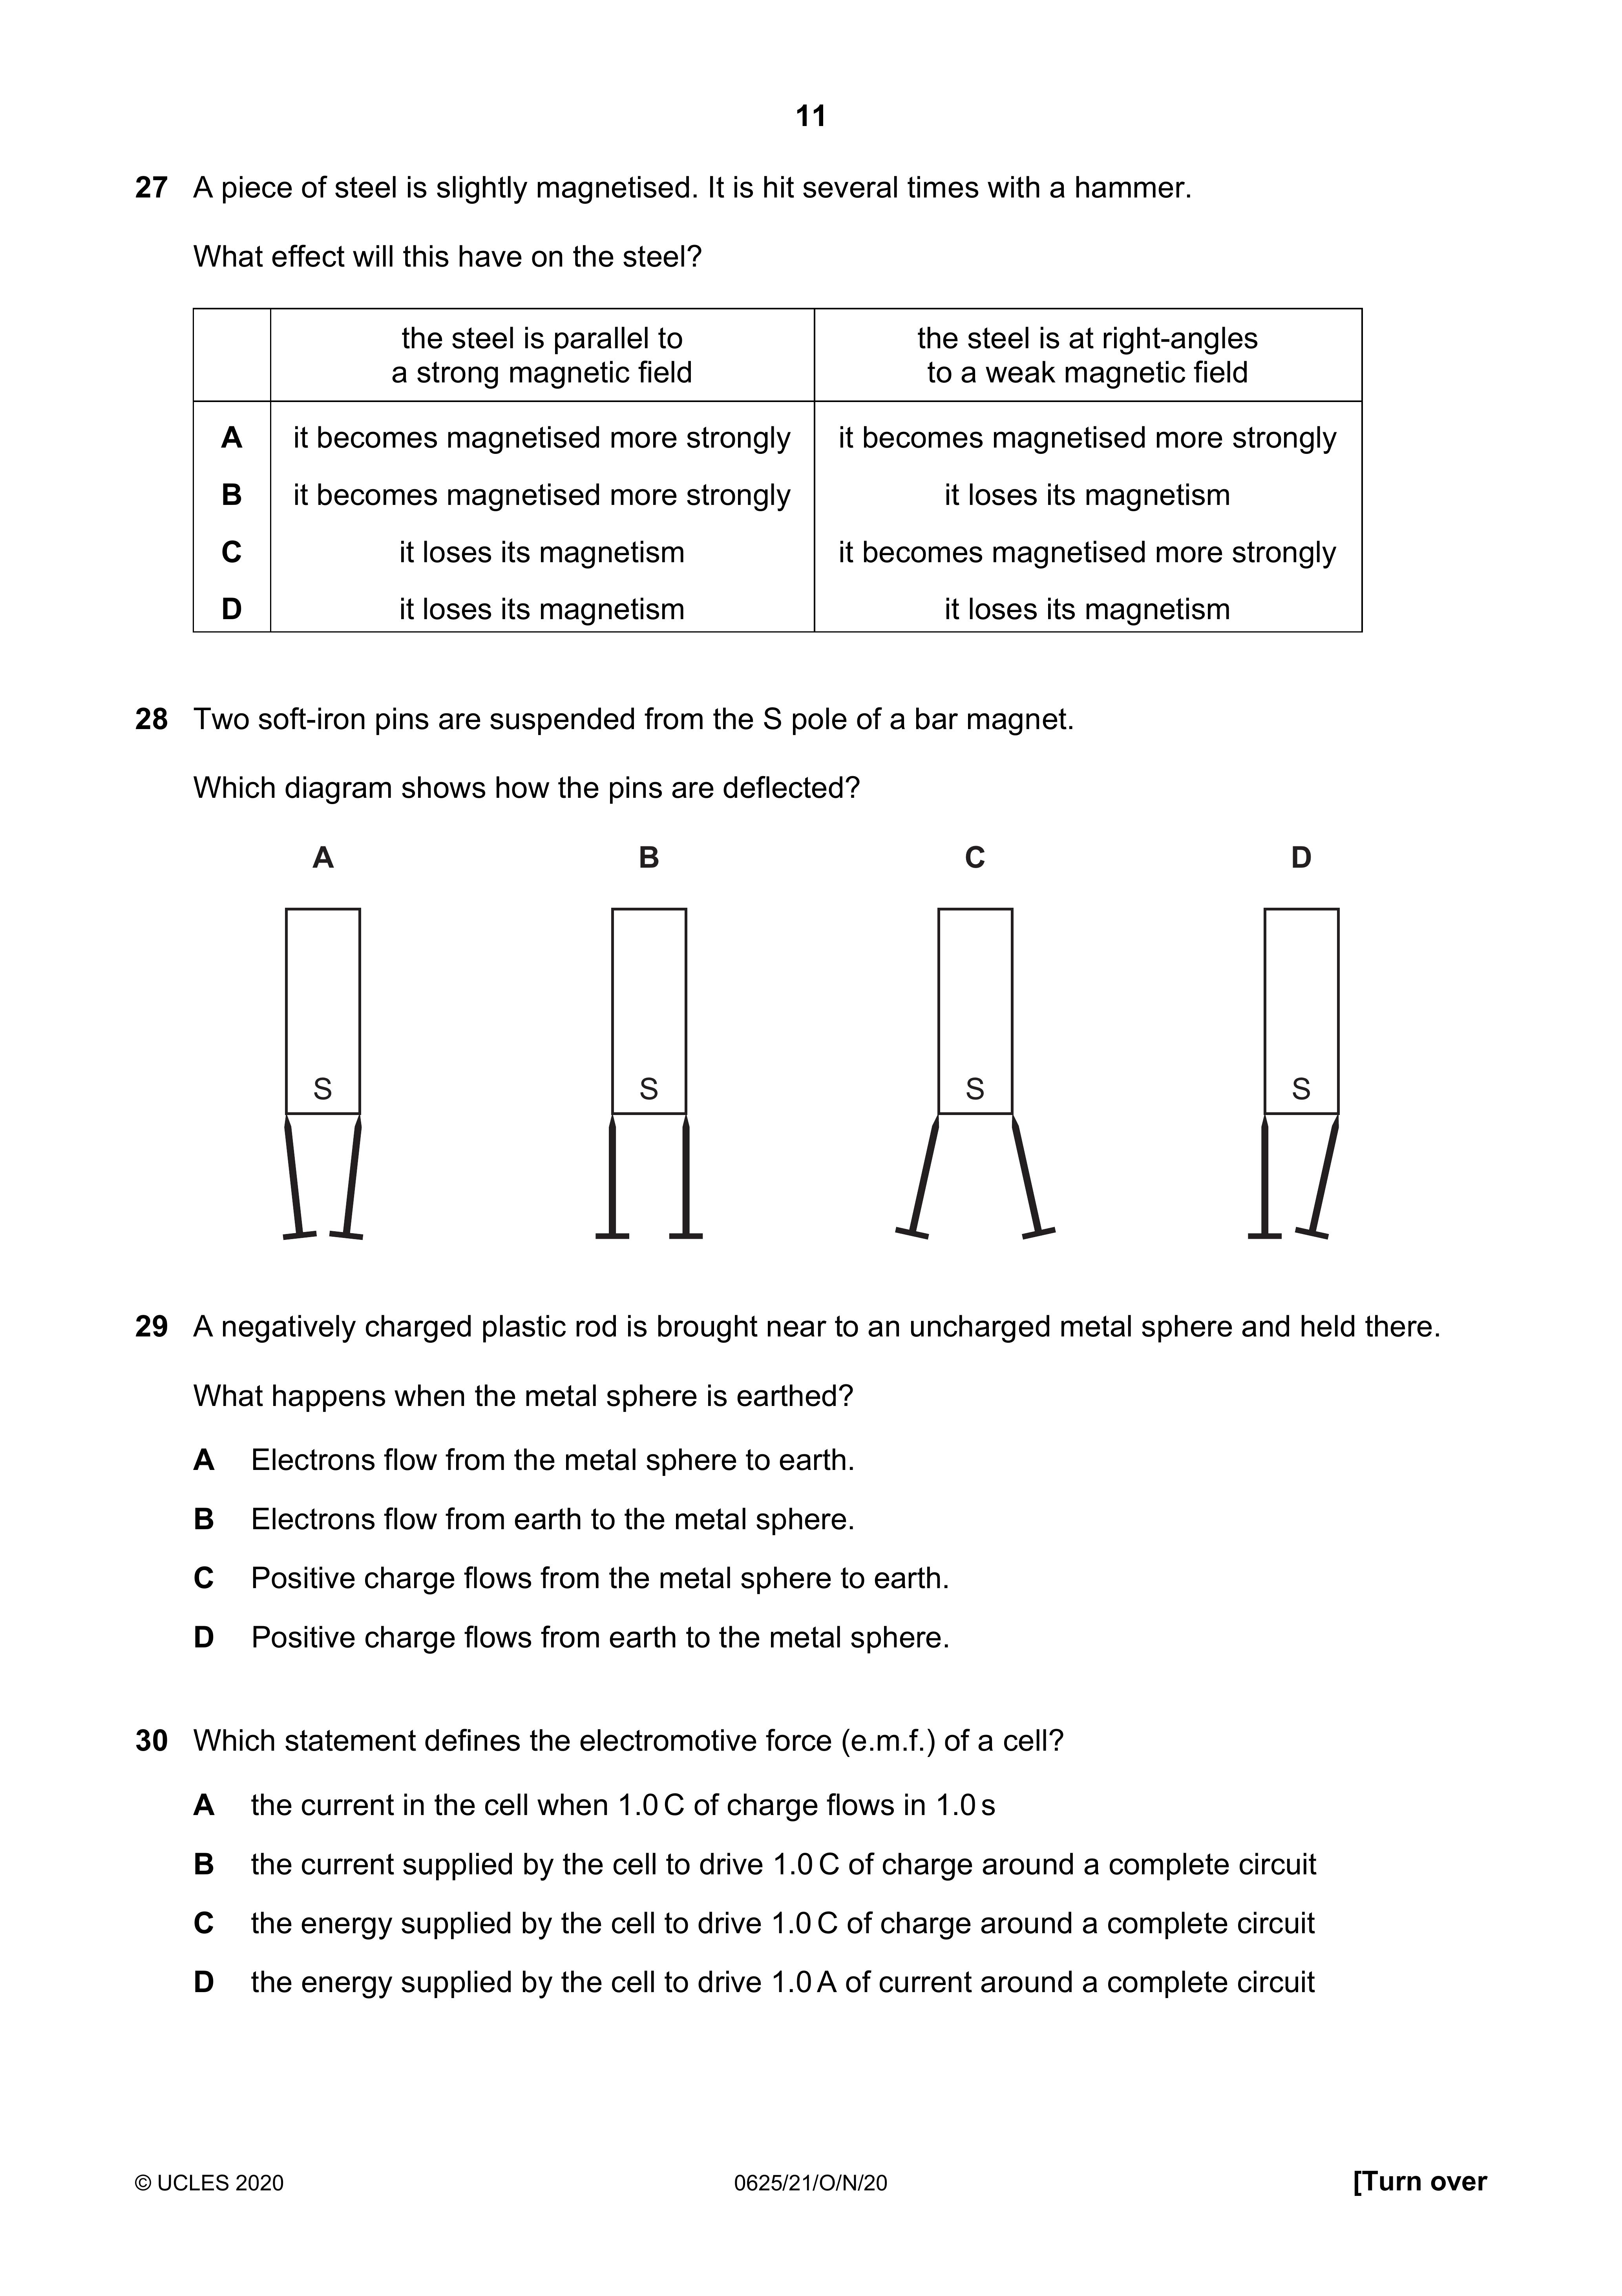 11
27 A piece of steel is slightly magnetised. It is hit several times with a hammer.
What effect will this have on the steel?
the steel is parallel to a strong magnetic field | the steel is at right-angles to a weak magnetic field
A it becomes magnetised more strongly it becomes magnetised more strongly
B it becomes magnetised more strongly it loses its magnetism
C it loses its magnetism it becomes magnetised more strongly
D it loses its magnetism it loses its magnetism
28 Two soft-iron pins are suspended from the S pole of a bar magnet.
Which diagram shows how the pins are deflected?
A B C D
S S S S
29 A negatively charged plastic rod is brought near to an uncharged metal sphere and held there.
What happens when the metal sphere is earthed?
A Electrons flow from the metal sphere to earth.
B Electrons flow from earth to the metal sphere.
C Positive charge flows from the metal sphere to earth.
D Positive charge flows from earth to the metal sphere.
30 Which statement defines the electromotive force (e.m.f.) of a cell?
A the current in the cell when 1.0 C of charge flows in 1.0 s
B the current supplied by the cell to drive 1.0 C of charge around a complete circuit
C the energy supplied by the cell to drive 1.0 C of charge around a complete circuit
D the energy supplied by the cell to drive 1.0 A of current around a complete circuit
© UCLES 2020 0625/21/O/N/20 [Turn over